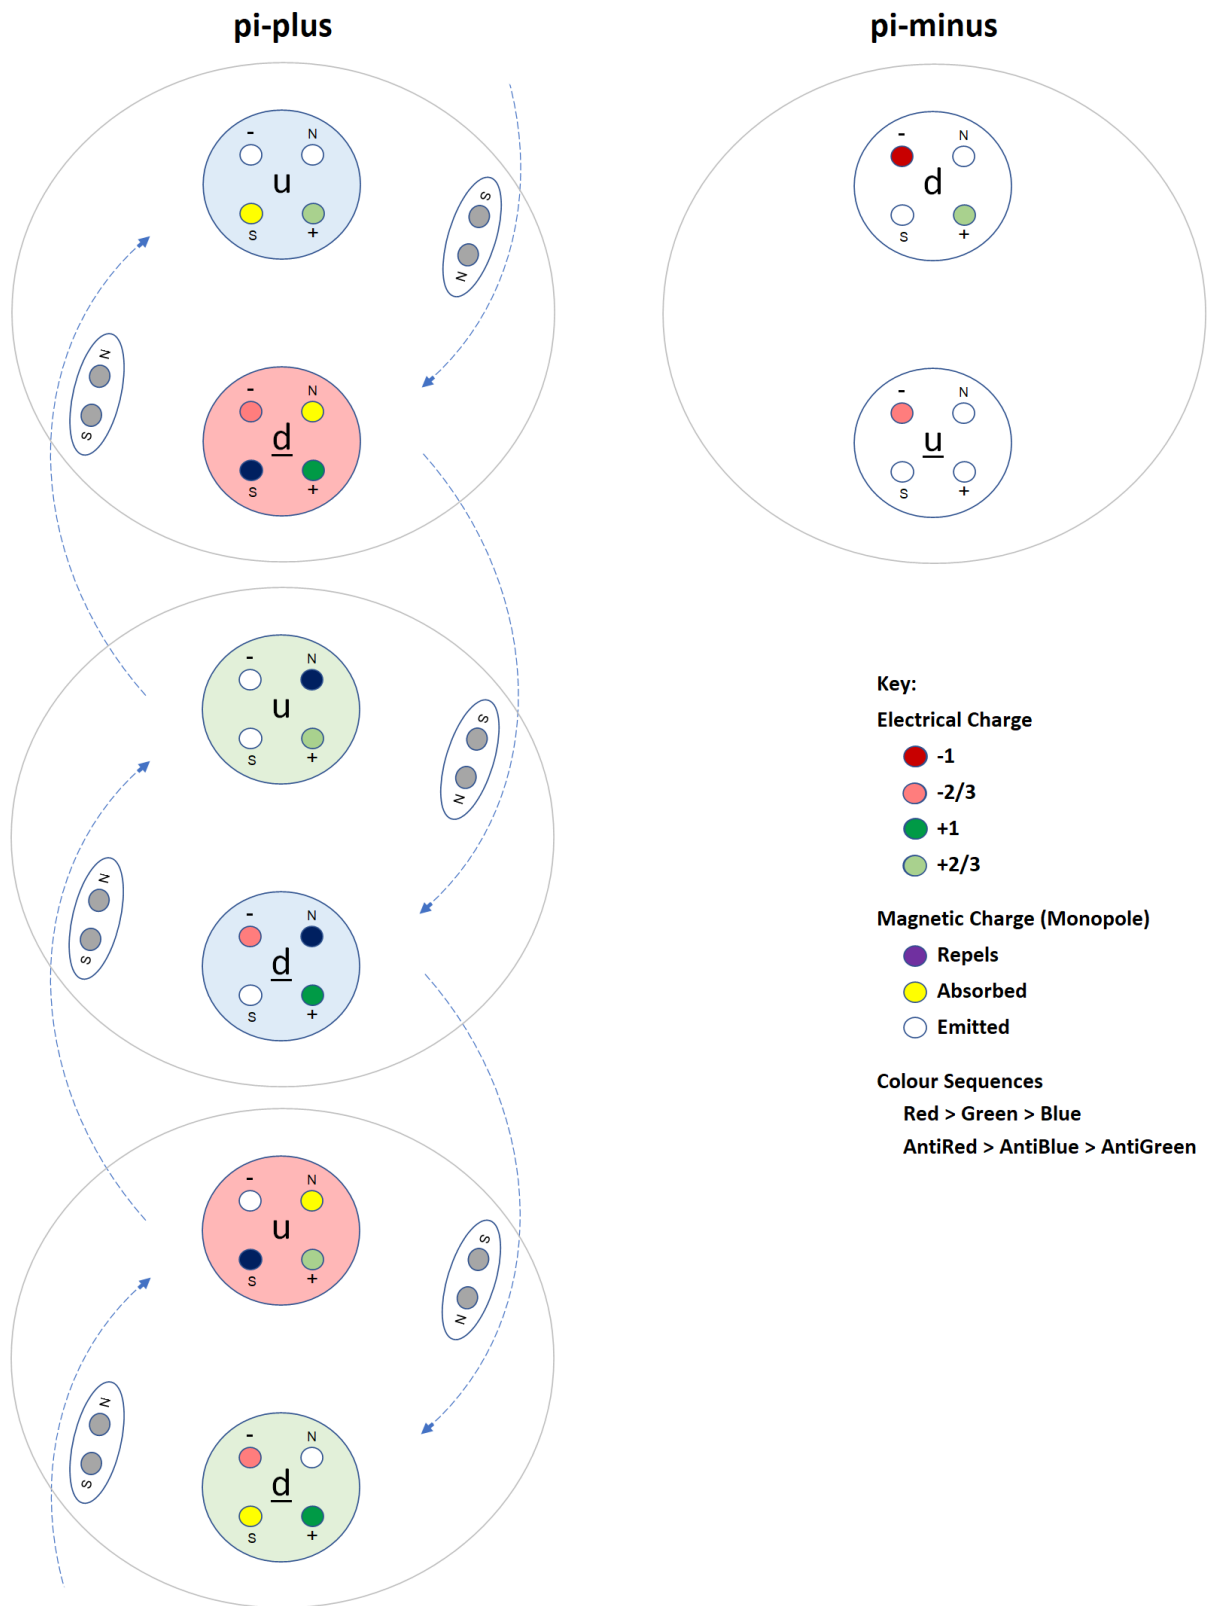 pi-plus
pi-minus
- N
u
S +
S
N
N
S
- N
d
S +
- N
d
S +
- N
u
S +
- N
u
S +
S
N
N
S
- N
d
S +
Key:
Electrical Charge
-1
-2/3
+1
+2/3
Magnetic Charge (Monopole)
Repels
Absorbed
Emitted
Colour Sequences
Red > Green > Blue
AntiRed > AntiBlue > AntiGreen
- N
u
S +
S
N
N
S
- N
d
S +